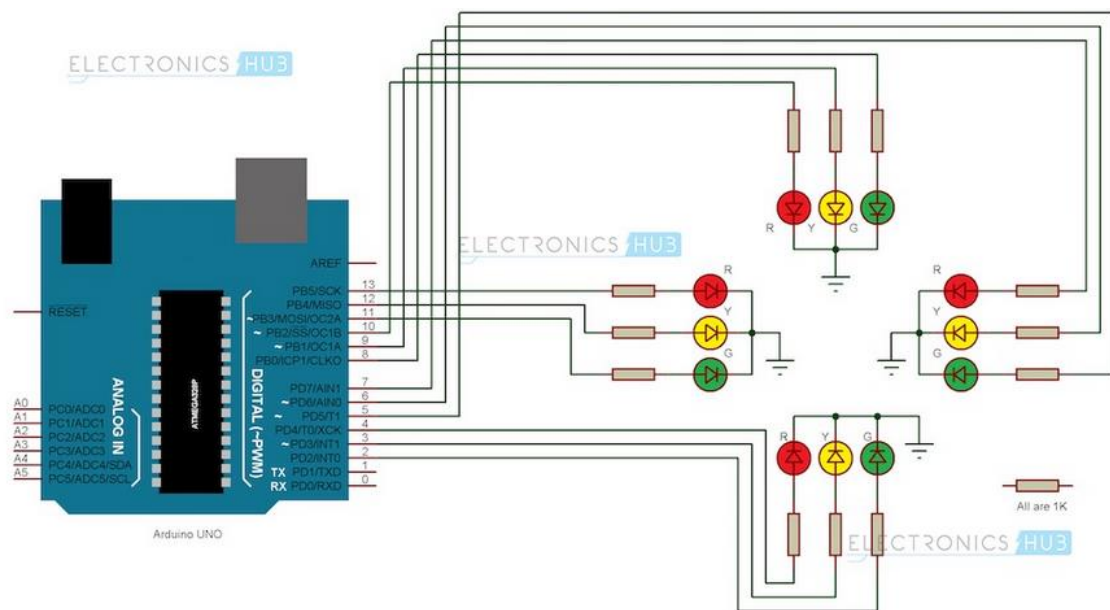 ELECTRONICS HUB
ELECTRONICS HUB
R Y G
AREF
RESET
PB5/SCK 13
PB4/MISO 12
~PB3/MOSI/OC2A 11
~ PB2/SS/OC1B 10
~ PB1/OC1A 9
PB0/ICP1/CLKO 8
PD7/AIN1 7
~ PD6/AIN0 6
~ PD5/T1 5
PD4/T0/XCK 4
~ PD3/INT1 3
PD2/INT0 2
TX PD1/TXD 1
RX PD0/RXD 0
DIGITAL (~PWM)
ATMEGA328P
ANALOG IN
A0 PC0/ADC0
A1 PC1/ADC1
A2 PC2/ADC2
A3 PC3/ADC3
A4 PC4/ADC4/SDA
A5 PC5/ADC5/SCL
Arduino UNO
R
Y
G
R
Y
G
R Y G
All are 1K
ELECTRONICS HUB